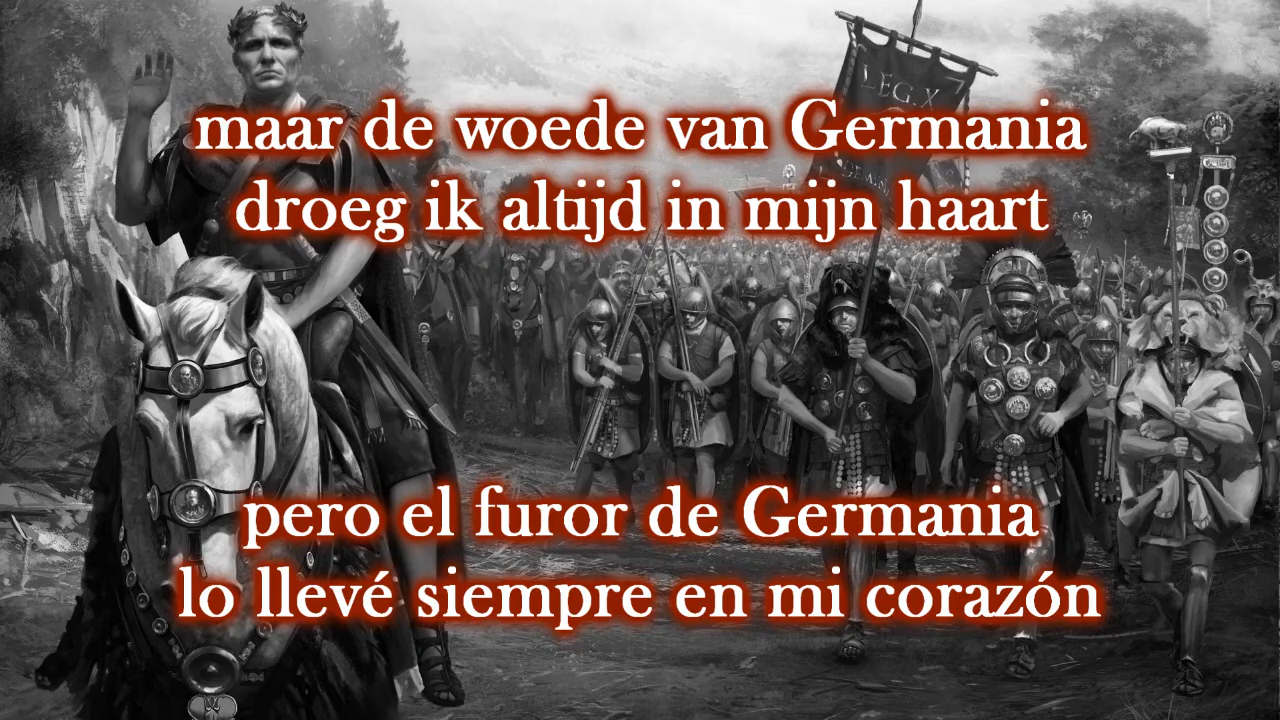 LEG.X
maar de woede van Germania
droeg ik altijd in mijn haart
pero el furor de Germania
lo llevé siempre en mi corazón